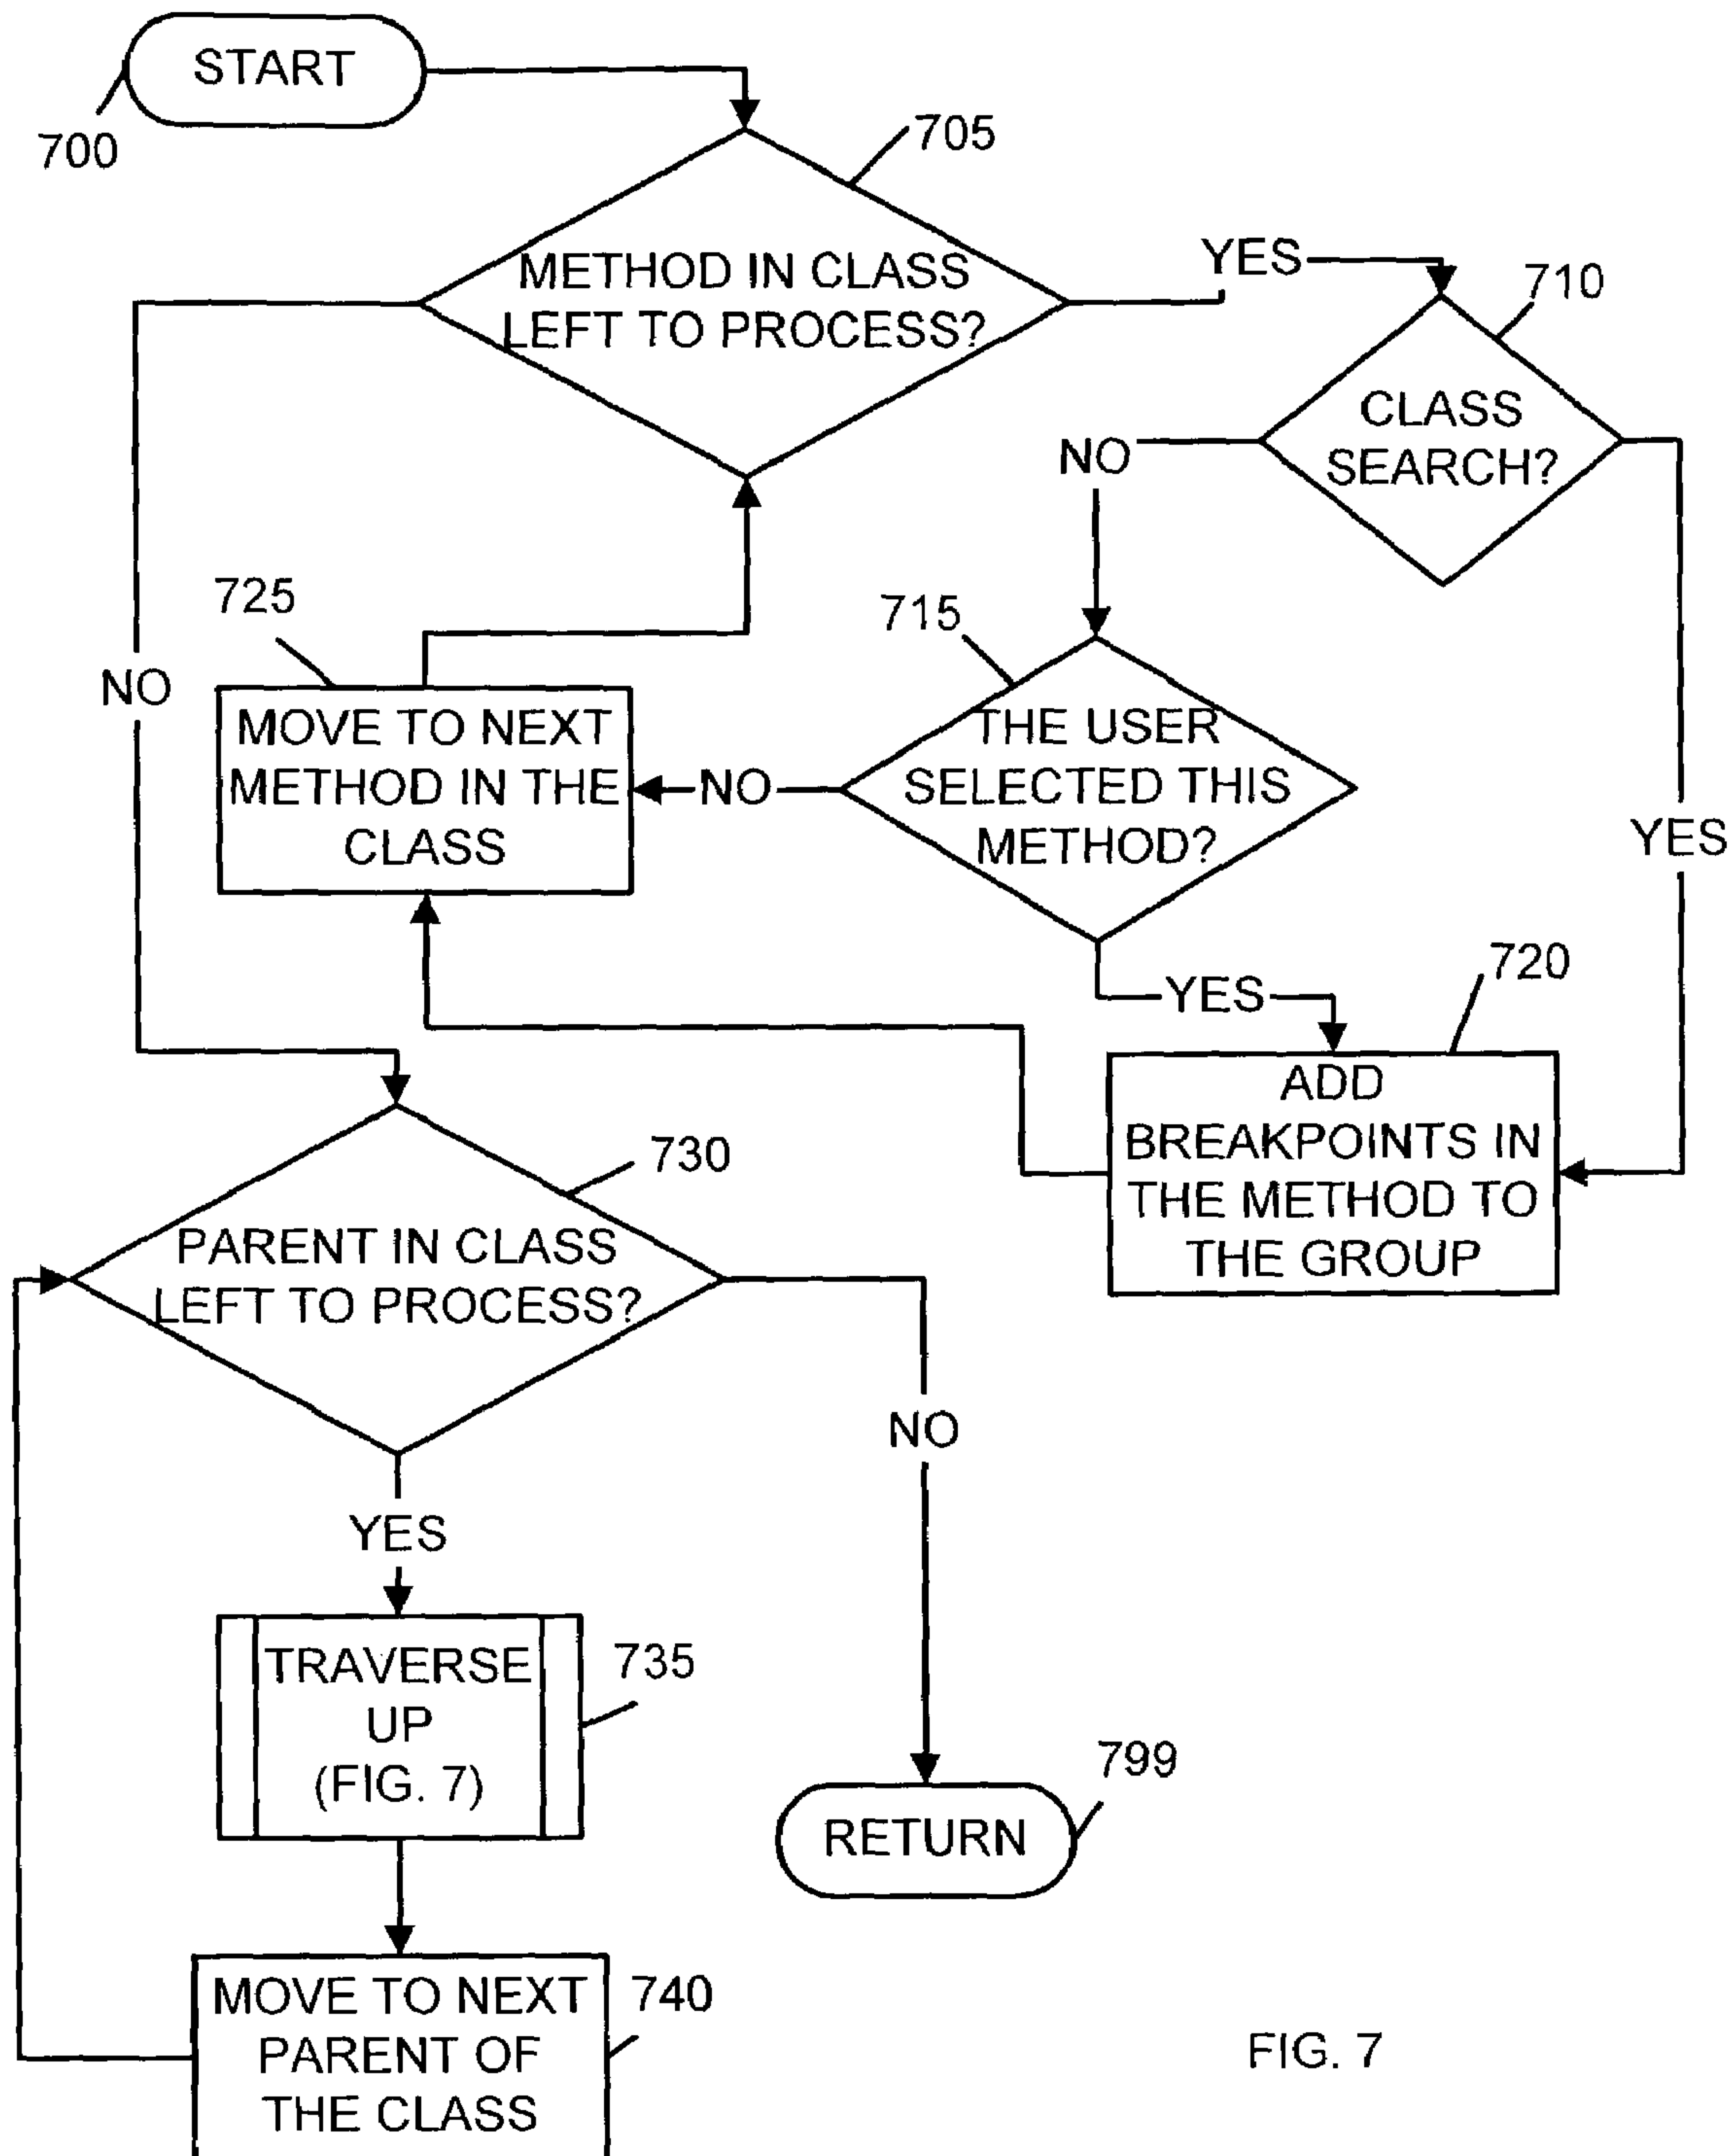 START
700
705
METHOD IN CLASS
LEFT TO PROCESS?
YES
710
CLASS
SEARCH?
NO
YES
NO
725
MOVE TO NEXT
METHOD IN THE
CLASS
715
THE USER
SELECTED THIS
METHOD?
NO
YES
720
ADD
BREAKPOINTS IN
THE METHOD TO
THE GROUP
730
PARENT IN CLASS
LEFT TO PROCESS?
NO
YES
TRAVERSE
UP
(FIG. 7)
735
799
RETURN
MOVE TO NEXT
PARENT OF
THE CLASS
740
FIG. 7